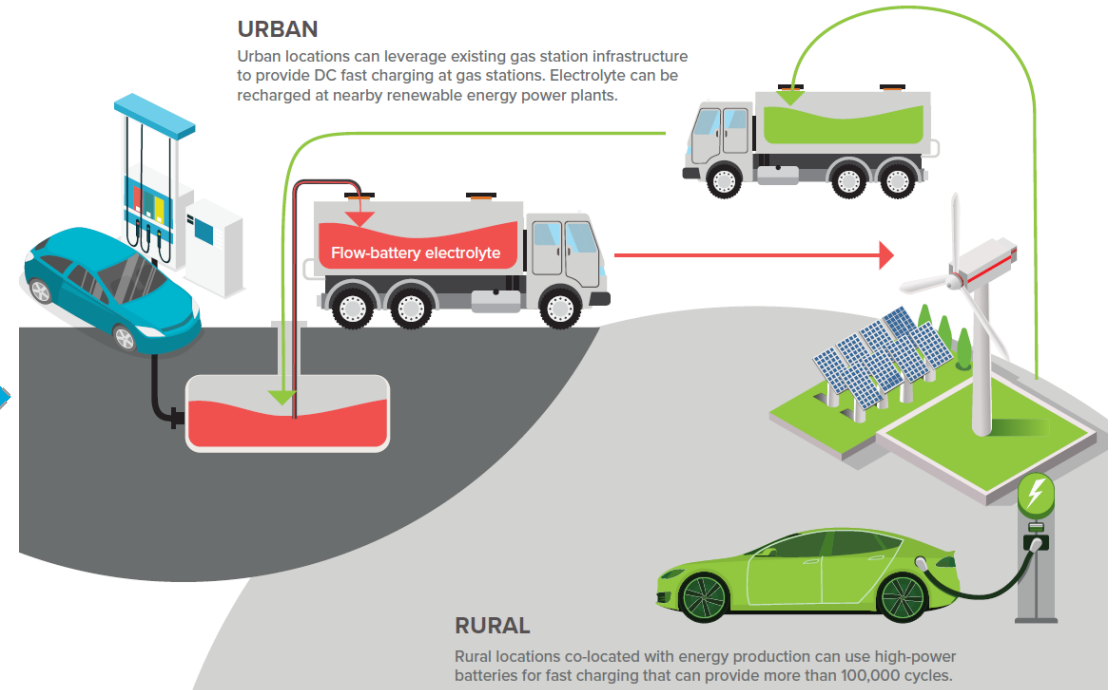 URBAN
Urban locations can leverage existing gas station infrastructure
to provide DC fast charging at gas stations. Electrolyte can be
recharged at nearby renewable energy power plants.
Flow-battery electrolyte
RURAL
Rural locations co-located with energy production can use high-power
batteries for fast charging that can provide more than 100,000 cycles.